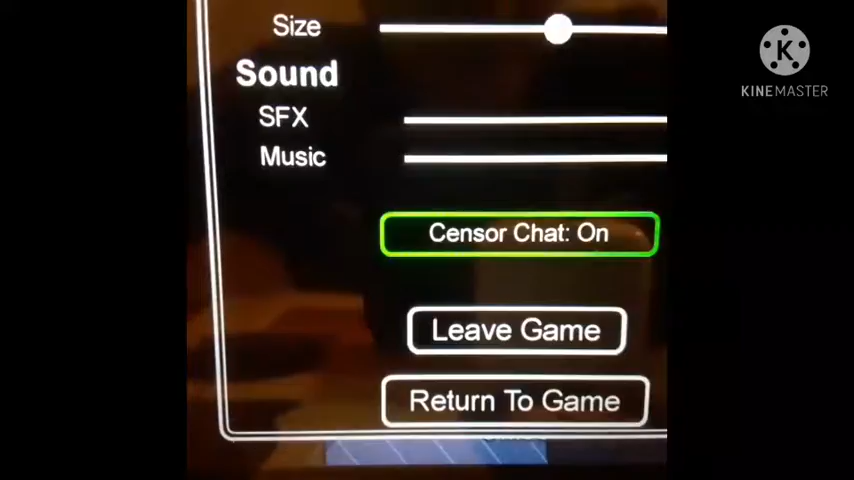 Size
Sound
SFX
Music
Censor Chat: On
Leave Game
Return To Game
K
KINEMASTER